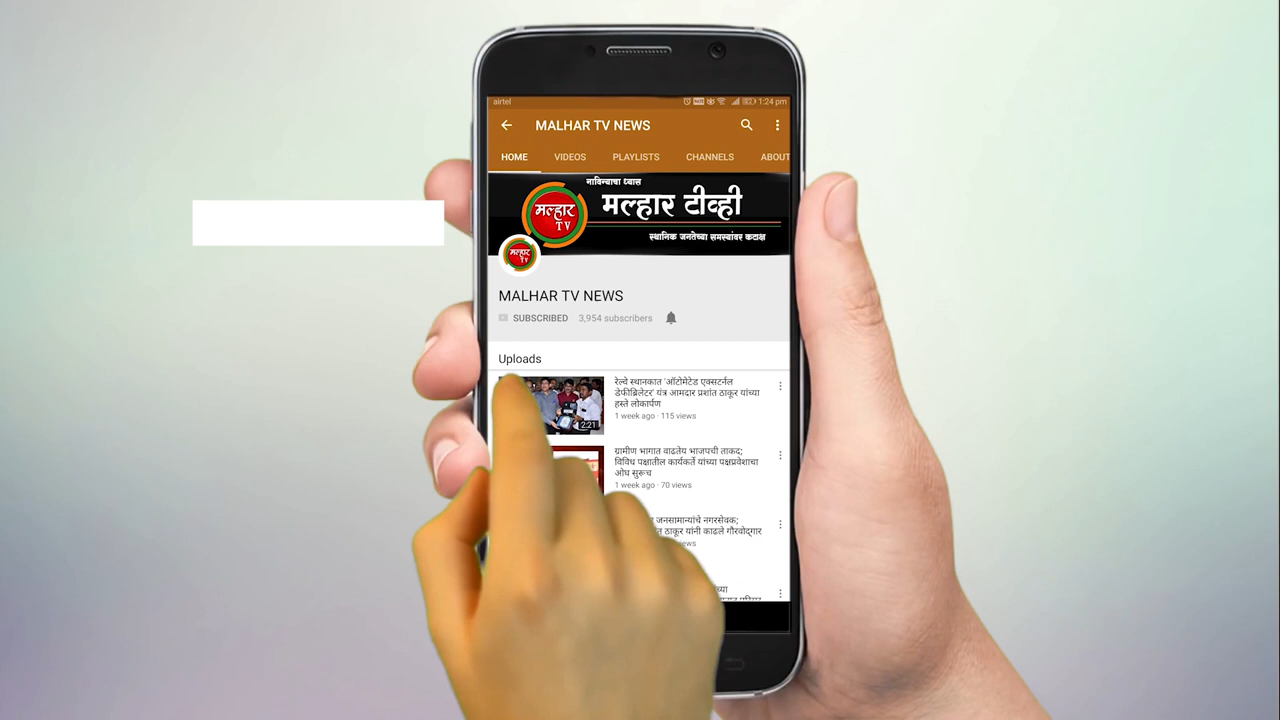 airtel 1:24 pm
MALHAR TV NEWS
HOME VIDEOS PLAYLISTS CHANNELS ABOUT
नाविन्याचा ध्यास
मल्हार टीव्ही
मल्हार
TV
स्थानिक जनतेच्या समस्यांवर कटाक्ष
मल्हार
TV
MALHAR TV NEWS
SUBSCRIBED 3,954 subscribers
Uploads
रेल्वे स्थानकात 'ऑटोमेटेड एक्सटर्नल
डेफीब्रिलेटर' यंत्र आमदार प्रशांत ठाकूर यांच्या
हस्ते लोकार्पण
1 week ago · 115 views
2:21
ग्रामीण भागात वाढतेय भाजपची ताकद;
विविध पक्षातील कार्यकर्ते यांच्या पक्षप्रवेशाचा
ओघ सुरूच
1 week ago · 70 views
जनसामान्यांचे नगरसेवक;
ठाकूर यांनी काढले गौरवोद्गार